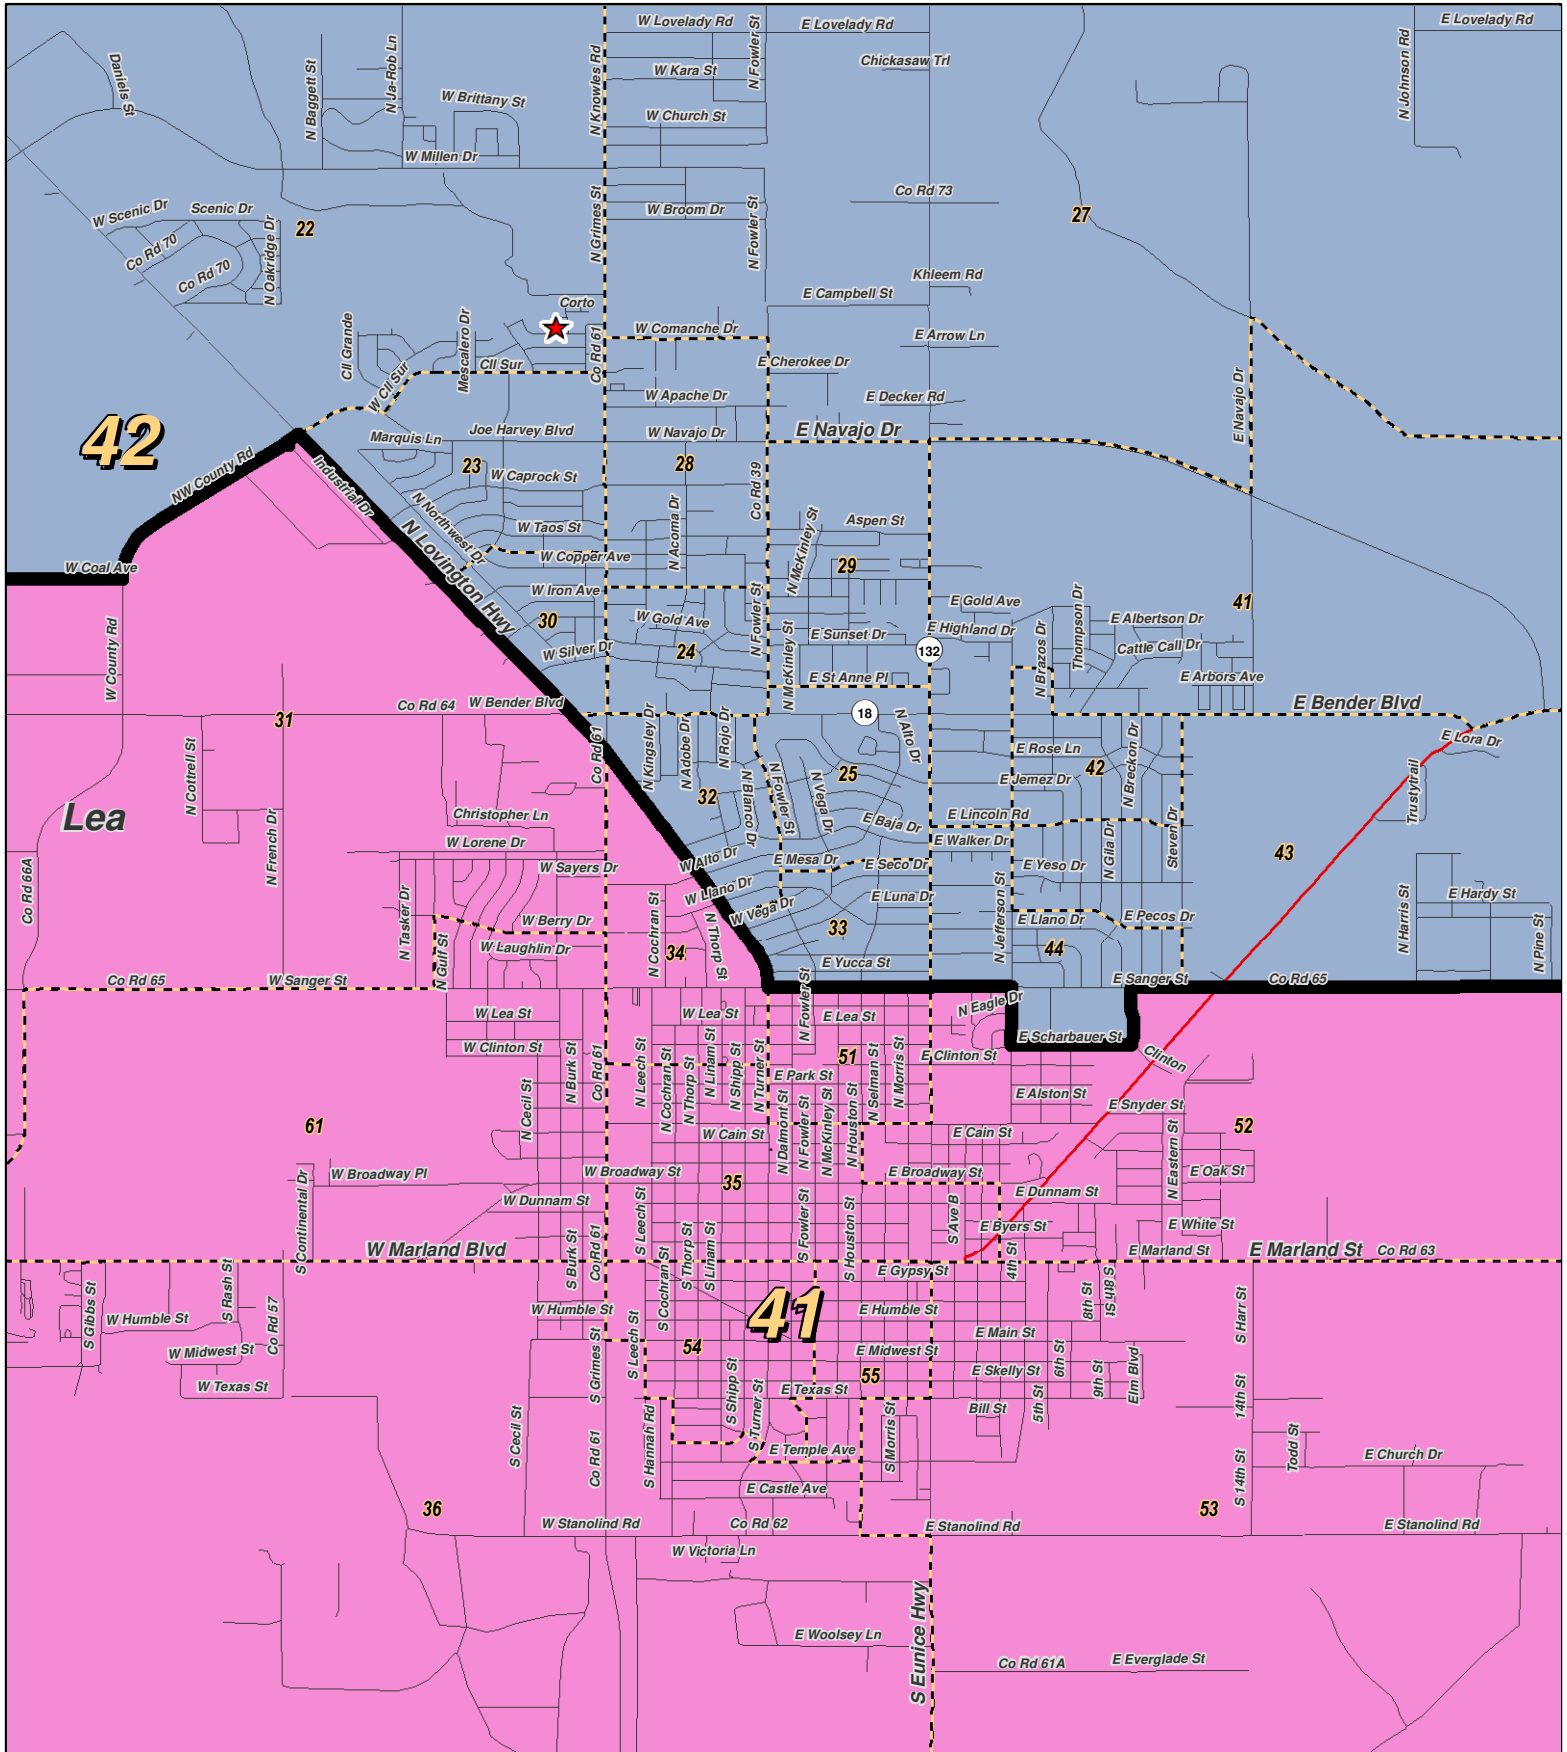 W Lovelady Rd
E Lovelady Rd
E Lovelady Rd
N Fowler St
Daniels St
N Baggett St
N Ja-Rob Ln
N Knowles Rd
N Johnson Rd
W Kara St
Chickasaw Trl
W Brittany St
W Church St
W Millen Dr
Co Rd 73
W Scenic Dr
Scenic Dr
22
N Oakridge Dr
N Grimes St
W Broom Dr
N Fowler St
27
Co Rd 70
Co Rd 70
Khleem Rd
E Campbell St
Corto
Cll Grande
Mescalero Dr
Co Rd 61
W Comanche Dr
E Arrow Ln
Cll Sur
W Cll Sur
E Cherokee Dr
W Apache Dr
E Decker Rd
E Navajo Dr
N Navajo Dr
42
Marquis Ln
Joe Harvey Blvd
W Navajo Dr
E Navajo Dr
NW County Rd
Industrial Dr
23
28
W Caprock St
Co Rd 39
N Northwest Dr
N Lovington Hwy
W Taos St
N Acoma Dr
N McKinley St
Aspen St
W Coal Ave
W Copper Ave
29
W Iron Ave
30
W Gold Ave
N Fowler St
E Gold Ave
41
W County Rd
W Silver Dr
24
N McKinley St
E Sunset Dr
E Highland Dr
132
N Brazos Dr
Thompson Dr
E Albertson Dr
Cattle Call Dr
E St Anne Pl
E Arbors Ave
Co Rd 64
W Bender Blvd
31
18
E Bender Blvd
N Cottrell St
Co Rd 61
N Kingsley Dr
N Adobe Dr
N Rojo Dr
N Alto Dr
E Rose Ln
E Lora Dr
N Blanco Dr
N Fowler St
N Vega Dr
25
E Jemez Dr
42
N Breckon Dr
Trustytrail
Lea
32
Christopher Ln
E Baja Dr
E Lincoln Rd
N French Dr
W Lorene Dr
E Walker Dr
Steven Dr
Co Rd 66A
W Sayers Dr
W Alto Dr
E Mesa Dr
E Seco Dr
E Yeso Dr
N Gila Dr
43
W Llano Dr
E Luna Dr
E Hardy St
N Tasker Dr
W Berry Dr
N Cochran St
N Thorp St
W Vega Dr
33
N Jefferson St
E Llano Dr
E Pecos Dr
N Harris St
N Pine St
N Gulf St
W Laughlin Dr
34
44
E Yucca St
Co Rd 65
W Sanger St
N Fowler St
E Sanger St
Co Rd 65
W Lea St
W Lea St
E Lea St
N Eagle Dr
W Clinton St
E Scharbauer St
N Burk St
Co Rd 61
N Leech St
N Cochran St
N Thorp St
N Linam St
N Shipp St
N Turner St
51
E Clinton St
Clinton
E Park St
N Selman St
N Morris St
N Cecil St
E Alston St
E Snyder St
61
W Cain St
N Dalmont St
N Fowler St
N McKinley St
N Houston St
E Cain St
52
N Eastern St
W Broadway Pl
W Broadway St
35
E Broadway St
E Oak St
S Continental Dr
W Dunnam St
E Dunnam St
S Leech St
S Thorp St
S Linam St
S Fowler St
S Houston St
S Ave B
E Byers St
E White St
W Marland Blvd
S Burk St
Co Rd 61
E Marland St
E Marland St
Co Rd 63
S Gibbs St
S Rash St
Co Rd 57
E Gypsy St
4th St
8th St
S 8th St
W Humble St
W Humble St
S Cochran St
41
E Humble St
S Harr St
W Midwest St
S Grimes St
S Leech St
54
E Main St
E Midwest St
W Texas St
E Texas St
55
E Skelly St
6th St
9th St
Elm Blvd
S Cecil St
S Hannah Rd
S Shipp St
S Turner St
S Morris St
Bill St
5th St
14th St
Co Rd 61
E Temple Ave
S 14th St
Todd St
E Church Dr
E Castle Ave
36
53
W Stanolind Rd
Co Rd 62
E Stanolind Rd
E Stanolind Rd
W Victoria Ln
S Eunice Hwy
E Woolsey Ln
Co Rd 61A
E Everglade St